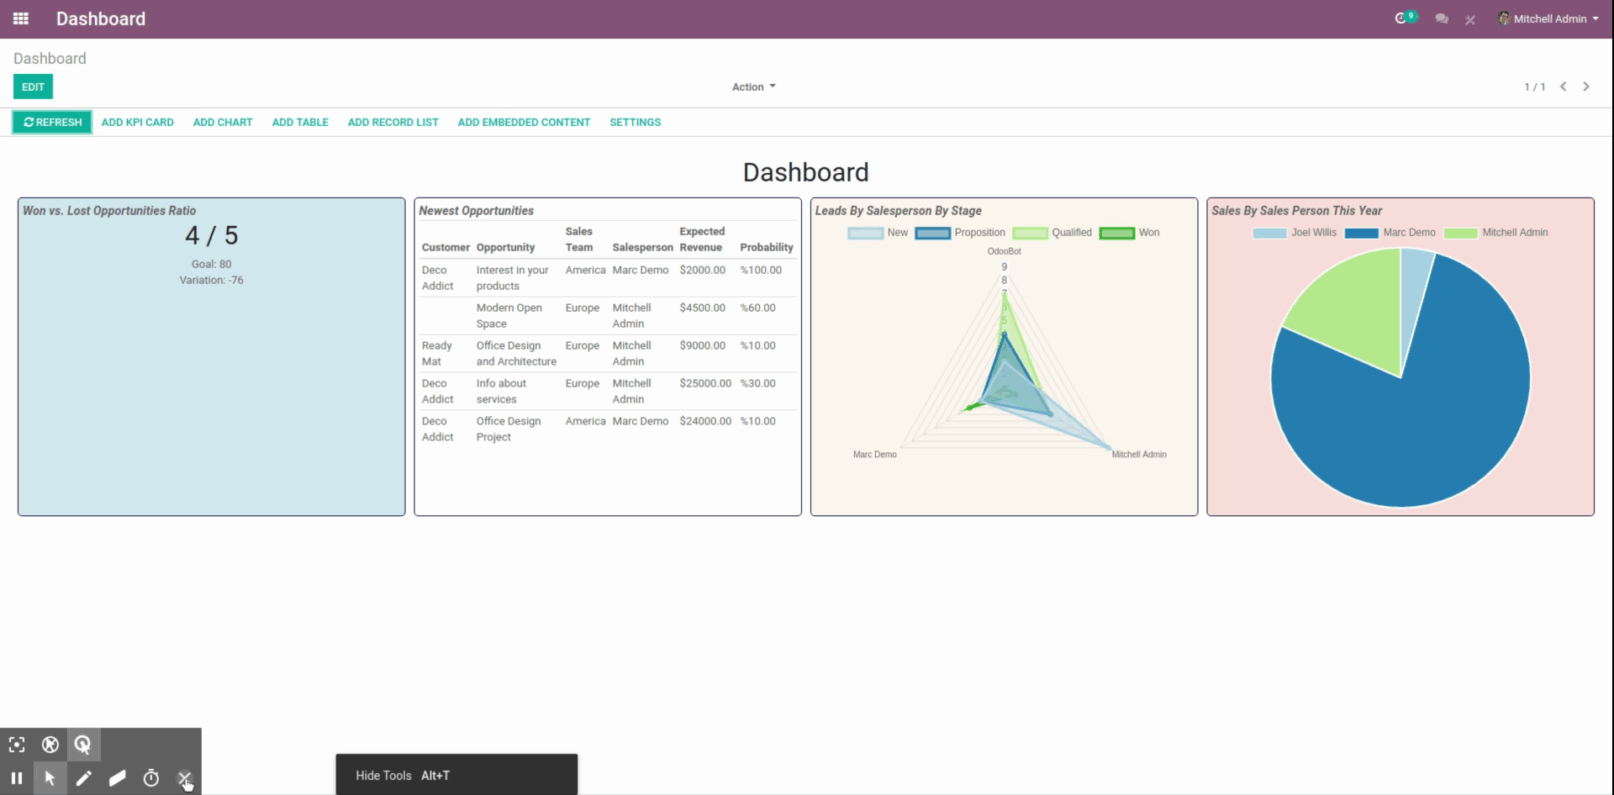 Dashboard
9
Mitchell Admin
Dashboard
EDIT
Action
1 / 1
REFRESH ADD KPI CARD ADD CHART ADD TABLE ADD RECORD LIST ADD EMBEDDED CONTENT SETTINGS
Dashboard
Won vs. Lost Opportunities Ratio
4 / 5
Goal: 80
Variation: -76
Newest Opportunities
Customer Opportunity Sales Team Salesperson Expected Revenue Probability
Deco Addict Interest in your products America Marc Demo $2000.00 %100.00
Modern Open Space Europe Mitchell Admin $4500.00 %60.00
Ready Mat Office Design and Architecture Europe Mitchell Admin $9000.00 %10.00
Deco Addict Info about services Europe Mitchell Admin $25000.00 %30.00
Deco Addict Office Design Project America Marc Demo $24000.00 %10.00
Leads By Salesperson By Stage
New Proposition Qualified Won
OdooBot
9
8
Marc Demo Mitchell Admin
Sales By Sales Person This Year
Joel Willis Marc Demo Mitchell Admin
Hide Tools Alt+T